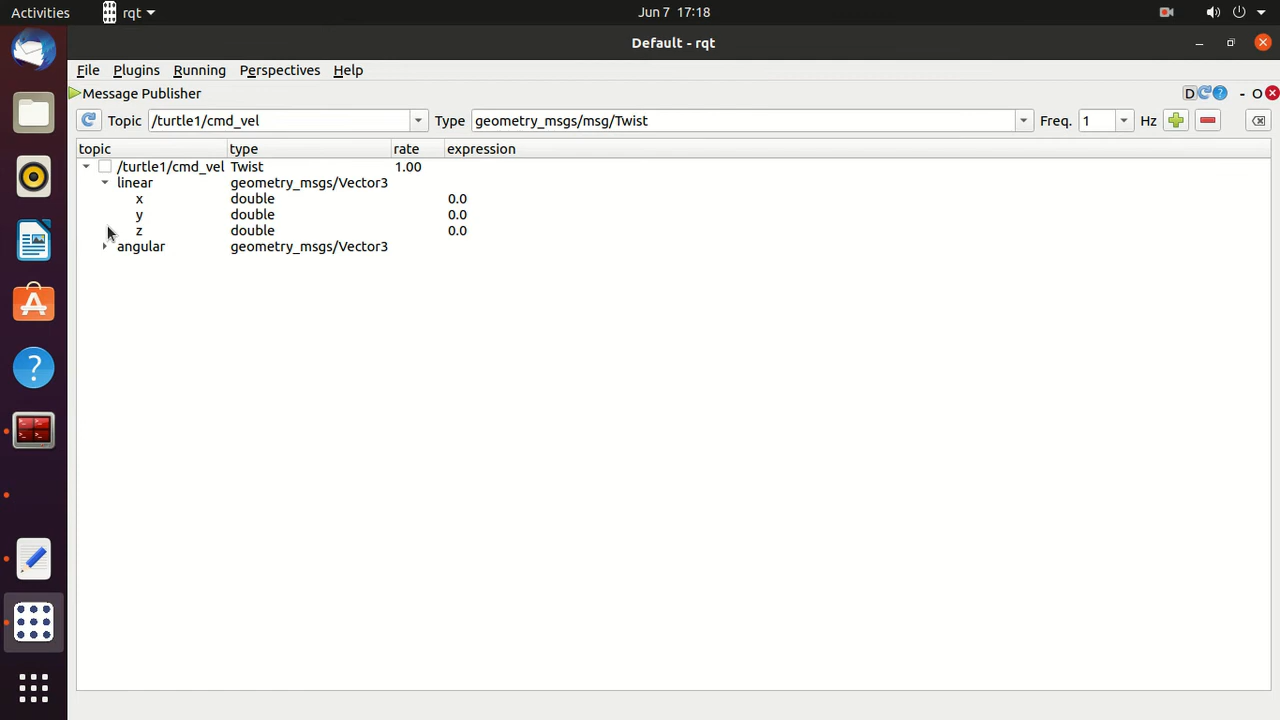 Activities rqt Jun 7 17:18
Default - rqt
File Plugins Running Perspectives Help
Message Publisher D ? - O
Topic /turtle1/cmd_vel Type geometry_msgs/msg/Twist Freq. 1 Hz
topic type rate expression
/turtle1/cmd_vel Twist 1.00
linear geometry_msgs/Vector3
x double 0.0
y double 0.0
z double 0.0
angular geometry_msgs/Vector3